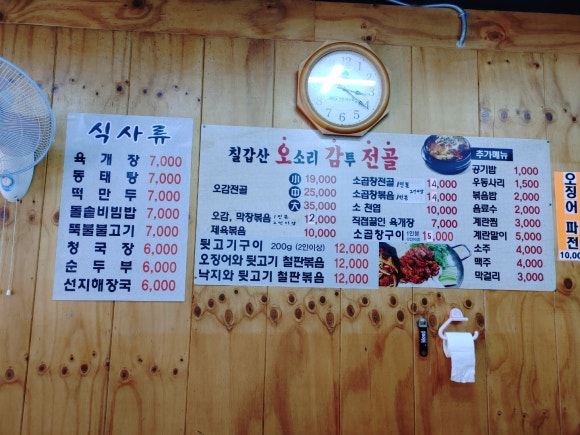 식사류
육개장 7,000
동태탕 7,000
떡만두 7,000
돌솥비빔밥 7,000
뚝불불고기 7,000
청국장 6,000
순두부 6,000
선지해장국 6,000
칠갑산 오소리 감투 전골
오감전골
小 19,000
中 25,000
大 35,000
오감, 막창볶음 12,000
제육볶음 10,000
뒷고기구이 200g (2인이상) 12,000
오징어와 뒷고기 철판볶음 12,000
낙지와 뒷고기 철판볶음 12,000
소곱창전골 14,000
소곱창볶음 14,000
소 천엽 10,000
직접끓인 육개장 7,000
소곱창구이 15,000
추가메뉴
공기밥 1,000
우동사리 1,500
볶음밥 2,000
음료수 2,000
계란찜 3,000
계란말이 5,000
소주 4,000
맥주 4,000
막걸리 3,000
오징어 파전
10,00